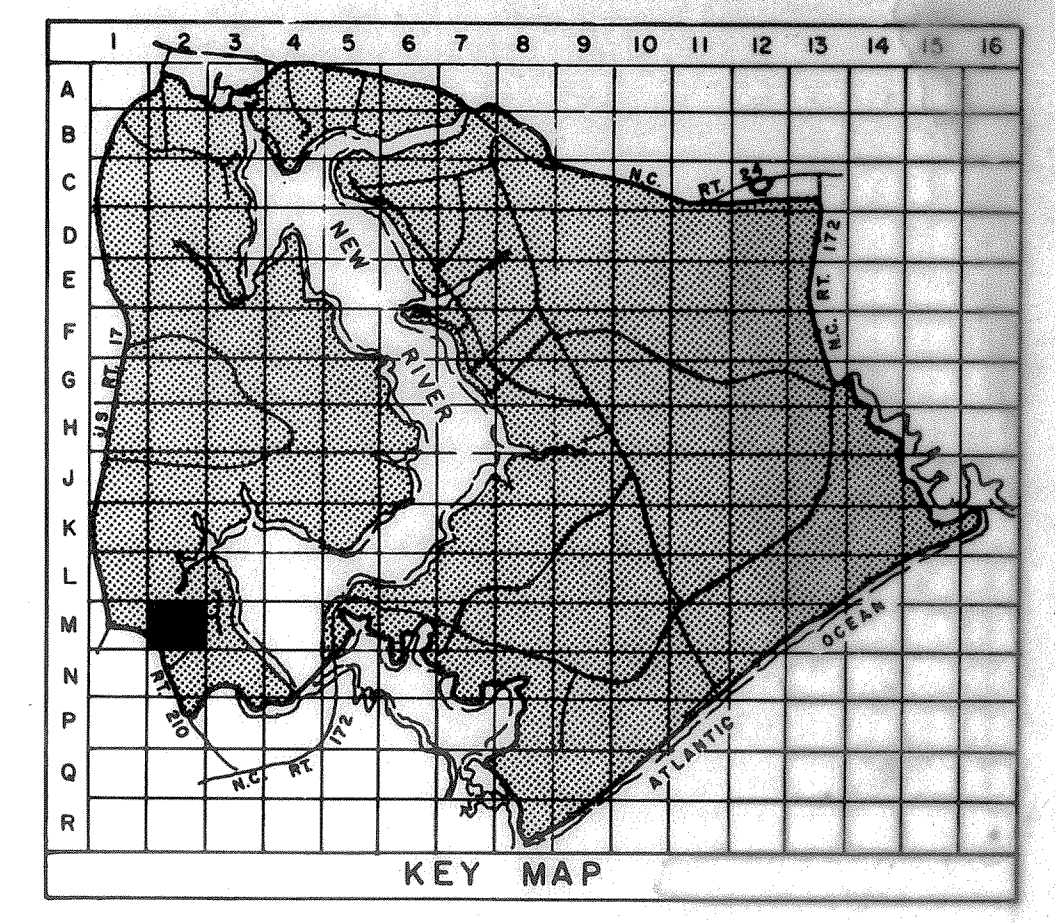 1 2 3 4 5 6 7 8 9 10 11 12 13 14 15 16
A
B
C
D
E
F
G
H
J
K
L
M
N
P
Q
R
N.C. RT. 24
N.C. RT. 172
US RT. 17
NEW
RIVER
RT. 210
N.C. RT. 172
ATLANTIC OCEAN
KEY MAP